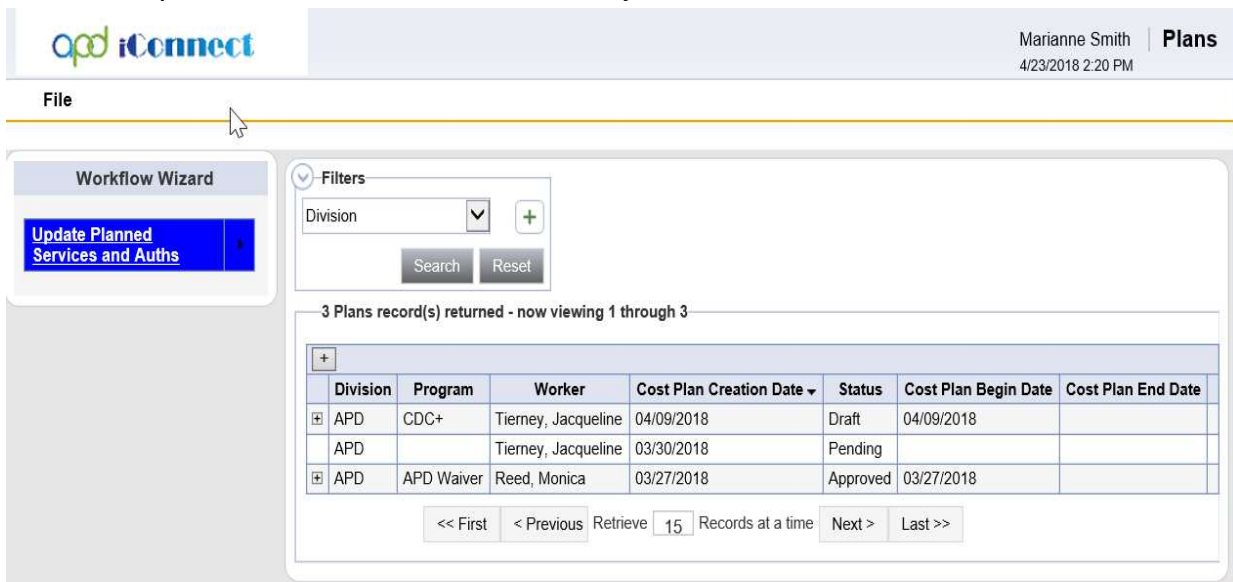 apd iConnect
Marianne Smith | Plans
4/23/2018 2:20 PM
File
Workflow Wizard
Update Planned
Services and Auths
Filters
Division
+
Search Reset
3 Plans record(s) returned - now viewing 1 through 3
+
Division Program Worker Cost Plan Creation Date Status Cost Plan Begin Date Cost Plan End Date
+ APD CDC+ Tierney, Jacqueline 04/09/2018 Draft 04/09/2018
APD Tierney, Jacqueline 03/30/2018 Pending
+ APD APD Waiver Reed, Monica 03/27/2018 Approved 03/27/2018
<< First < Previous Retrieve 15 Records at a time Next > Last >>